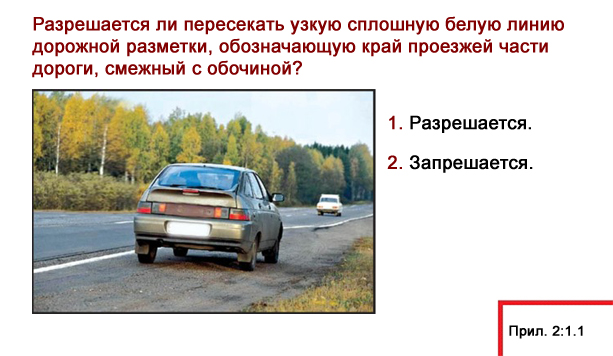 Разрешается ли пересекать узкую сплошную белую линию
дорожной разметки, обозначающую край проезжей части
дороги, смежный с обочиной?
1. Разрешается.
2. Запрещается.
Прил. 2:1.1